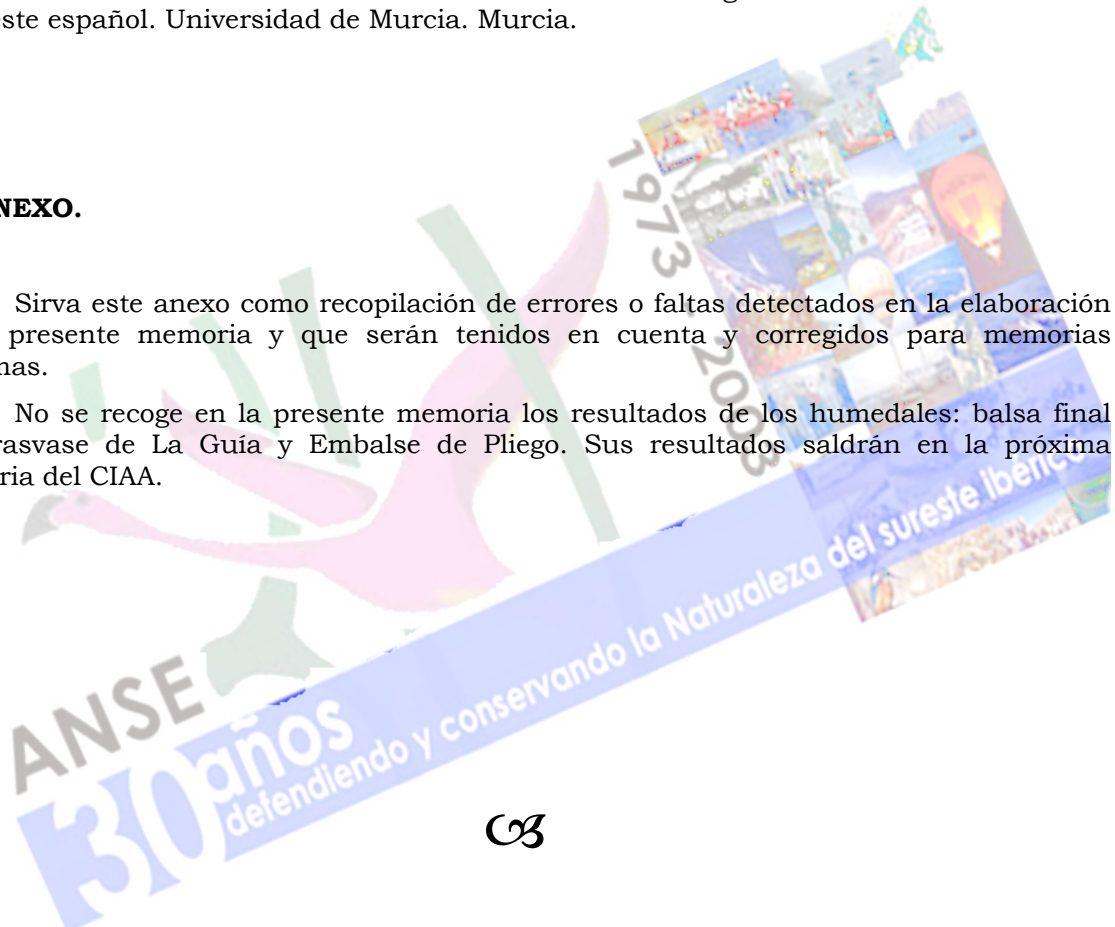 este español. Universidad de Murcia. Murcia.
NEXO.
Sirva este anexo como recopilación de errores o faltas detectados en la elaboración
presente memoria y que serán tenidos en cuenta y corregidos para memorias
nas.
No se recoge en la presente memoria los resultados de los humedales: balsa final
rasvase de La Guía y Embalse de Pliego. Sus resultados saldrán en la próxima
ria del CIAA.
1973 - 2003
ANSE
30 años
defendiendo y conservando la Naturaleza del sureste ibérico